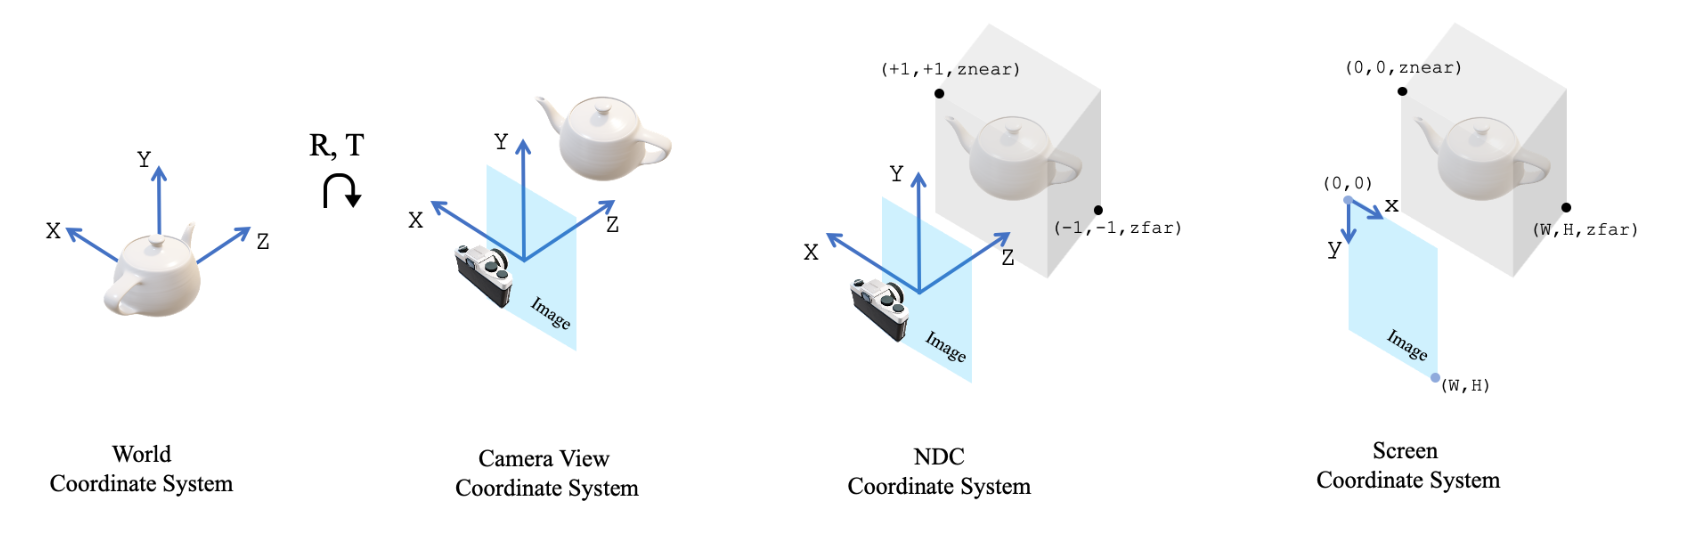 Y
X
Z
World
Coordinate System
R, T
Y
X
Z
Image
Camera View
Coordinate System
(+1,+1,znear)
Y
X
Z
(-1,-1,zfar)
Image
NDC
Coordinate System
(0,0,znear)
(0,0)
x
y
(W,H,zfar)
Image
(W,H)
Screen
Coordinate System